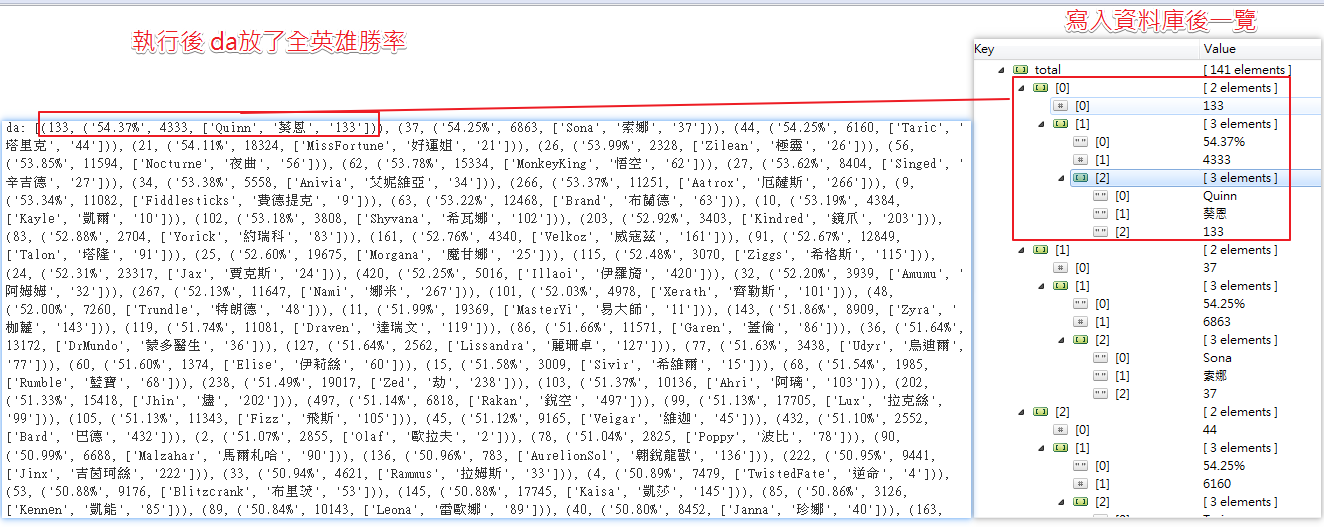 執行後 da放了全英雄勝率
寫入資料庫後一覽
da: [(133, ('54.37%', 4333, ['Quinn', '葵恩', '133'])), (37, ('54.25%', 6863, ['Sona', '索娜', '37'])), (44, ('54.25%', 6160, ['Taric', '
塔里克', '44'])), (21, ('54.11%', 18324, ['MissFortune', '好運姐', '21'])), (26, ('53.99%', 2328, ['Zilean', '極靈', '26'])), (56,
('53.85%', 11594, ['Nocturne', '夜曲', '56'])), (62, ('53.78%', 15334, ['MonkeyKing', '悟空', '62'])), (27, ('53.62%', 8404, ['Singed', '
辛吉德', '27'])), (34, ('53.38%', 5558, ['Anivia', '艾妮維亞', '34'])), (266, ('53.37%', 11251, ['Aatrox', '厄薩斯', '266'])), (9,
('53.34%', 11082, ['Fiddlesticks', '費德提克', '9'])), (63, ('53.22%', 12468, ['Brand', '布蘭德', '63'])), (10, ('53.19%', 4384,
['Kayle', '凱爾', '10'])), (102, ('53.18%', 3808, ['Shyvana', '希瓦娜', '102'])), (203, ('52.92%', 3403, ['Kindred', '鏡爪', '203'])),
(83, ('52.88%', 2704, ['Yorick', '約瑞科', '83'])), (161, ('52.76%', 4340, ['Velkoz', '威寇茲', '161'])), (91, ('52.67%', 12849,
['Talon', '塔隆', '91'])), (25, ('52.60%', 19675, ['Morgana', '魔甘娜', '25'])), (115, ('52.48%', 3070, ['Ziggs', '希格斯', '115'])),
(24, ('52.31%', 23317, ['Jax', '賈克斯', '24'])), (420, ('52.25%', 5016, ['Illaoi', '伊羅旖', '420'])), (32, ('52.20%', 3939, ['Amumu', '
阿姆姆', '32'])), (267, ('52.13%', 11647, ['Nami', '娜米', '267'])), (101, ('52.03%', 4978, ['Xerath', '齊勒斯', '101'])), (48,
('52.00%', 7260, ['Trundle', '特朗德', '48'])), (11, ('51.99%', 19369, ['MasterYi', '易大師', '11'])), (143, ('51.86%', 8909, ['Zyra', '
枷蘿', '143'])), (119, ('51.74%', 11081, ['Draven', '達瑞文', '119'])), (86, ('51.66%', 11571, ['Garen', '蓋倫', '86'])), (36, ('51.64%',
13172, ['DrMundo', '蒙多醫生', '36'])), (127, ('51.64%', 2562, ['Lissandra', '麗珊卓', '127'])), (77, ('51.63%', 3438, ['Udyr', '烏迪爾',
'77'])), (60, ('51.60%', 1374, ['Elise', '伊莉絲', '60'])), (15, ('51.58%', 3009, ['Sivir', '希維爾', '15'])), (68, ('51.54%', 1985,
['Rumble', '藍寶', '68'])), (238, ('51.49%', 19017, ['Zed', '劫', '238'])), (103, ('51.37%', 10136, ['Ahri', '阿璃', '103'])), (202,
('51.33%', 15418, ['Jhin', '燼', '202'])), (497, ('51.14%', 6818, ['Rakan', '銳空', '497'])), (99, ('51.13%', 17705, ['Lux', '拉克絲',
'99'])), (105, ('51.13%', 11343, ['Fizz', '飛斯', '105'])), (45, ('51.12%', 9165, ['Veigar', '維迦', '45'])), (432, ('51.10%', 2552,
['Bard', '巴德', '432'])), (2, ('51.07%', 2855, ['Olaf', '歐拉夫', '2'])), (78, ('51.04%', 2825, ['Poppy', '波比', '78'])), (90,
('50.99%', 6688, ['Malzahar', '馬爾札哈', '90'])), (136, ('50.96%', 783, ['AurelionSol', '翱銳龍獸', '136'])), (222, ('50.95%', 9441,
['Jinx', '吉茵珂絲', '222'])), (33, ('50.94%', 4621, ['Rammus', '拉姆斯', '33'])), (4, ('50.89%', 7479, ['TwistedFate', '逆命', '4'])),
(53, ('50.88%', 9176, ['Blitzcrank', '布里茨', '53'])), (145, ('50.88%', 17745, ['Kaisa', '凱莎', '145'])), (85, ('50.86%', 3126,
['Kennen', '凱能', '85'])), (89, ('50.84%', 10143, ['Leona', '雷歐娜', '89'])), (40, ('50.80%', 8452, ['Janna', '珍娜', '40'])), (163,
Key Value
total [ 141 elements ]
[0] [ 2 elements ]
[0] 133
[1] [ 3 elements ]
[0] 54.37%
[1] 4333
[2] [ 3 elements ]
[0] Quinn
[1] 葵恩
[2] 133
[1] [ 2 elements ]
[0] 37
[1] [ 3 elements ]
[0] 54.25%
[1] 6863
[2] [ 3 elements ]
[0] Sona
[1] 索娜
[2] 37
[2] [ 2 elements ]
[0] 44
[1] [ 3 elements ]
[0] 54.25%
[1] 6160
[2] [ 3 elements ]